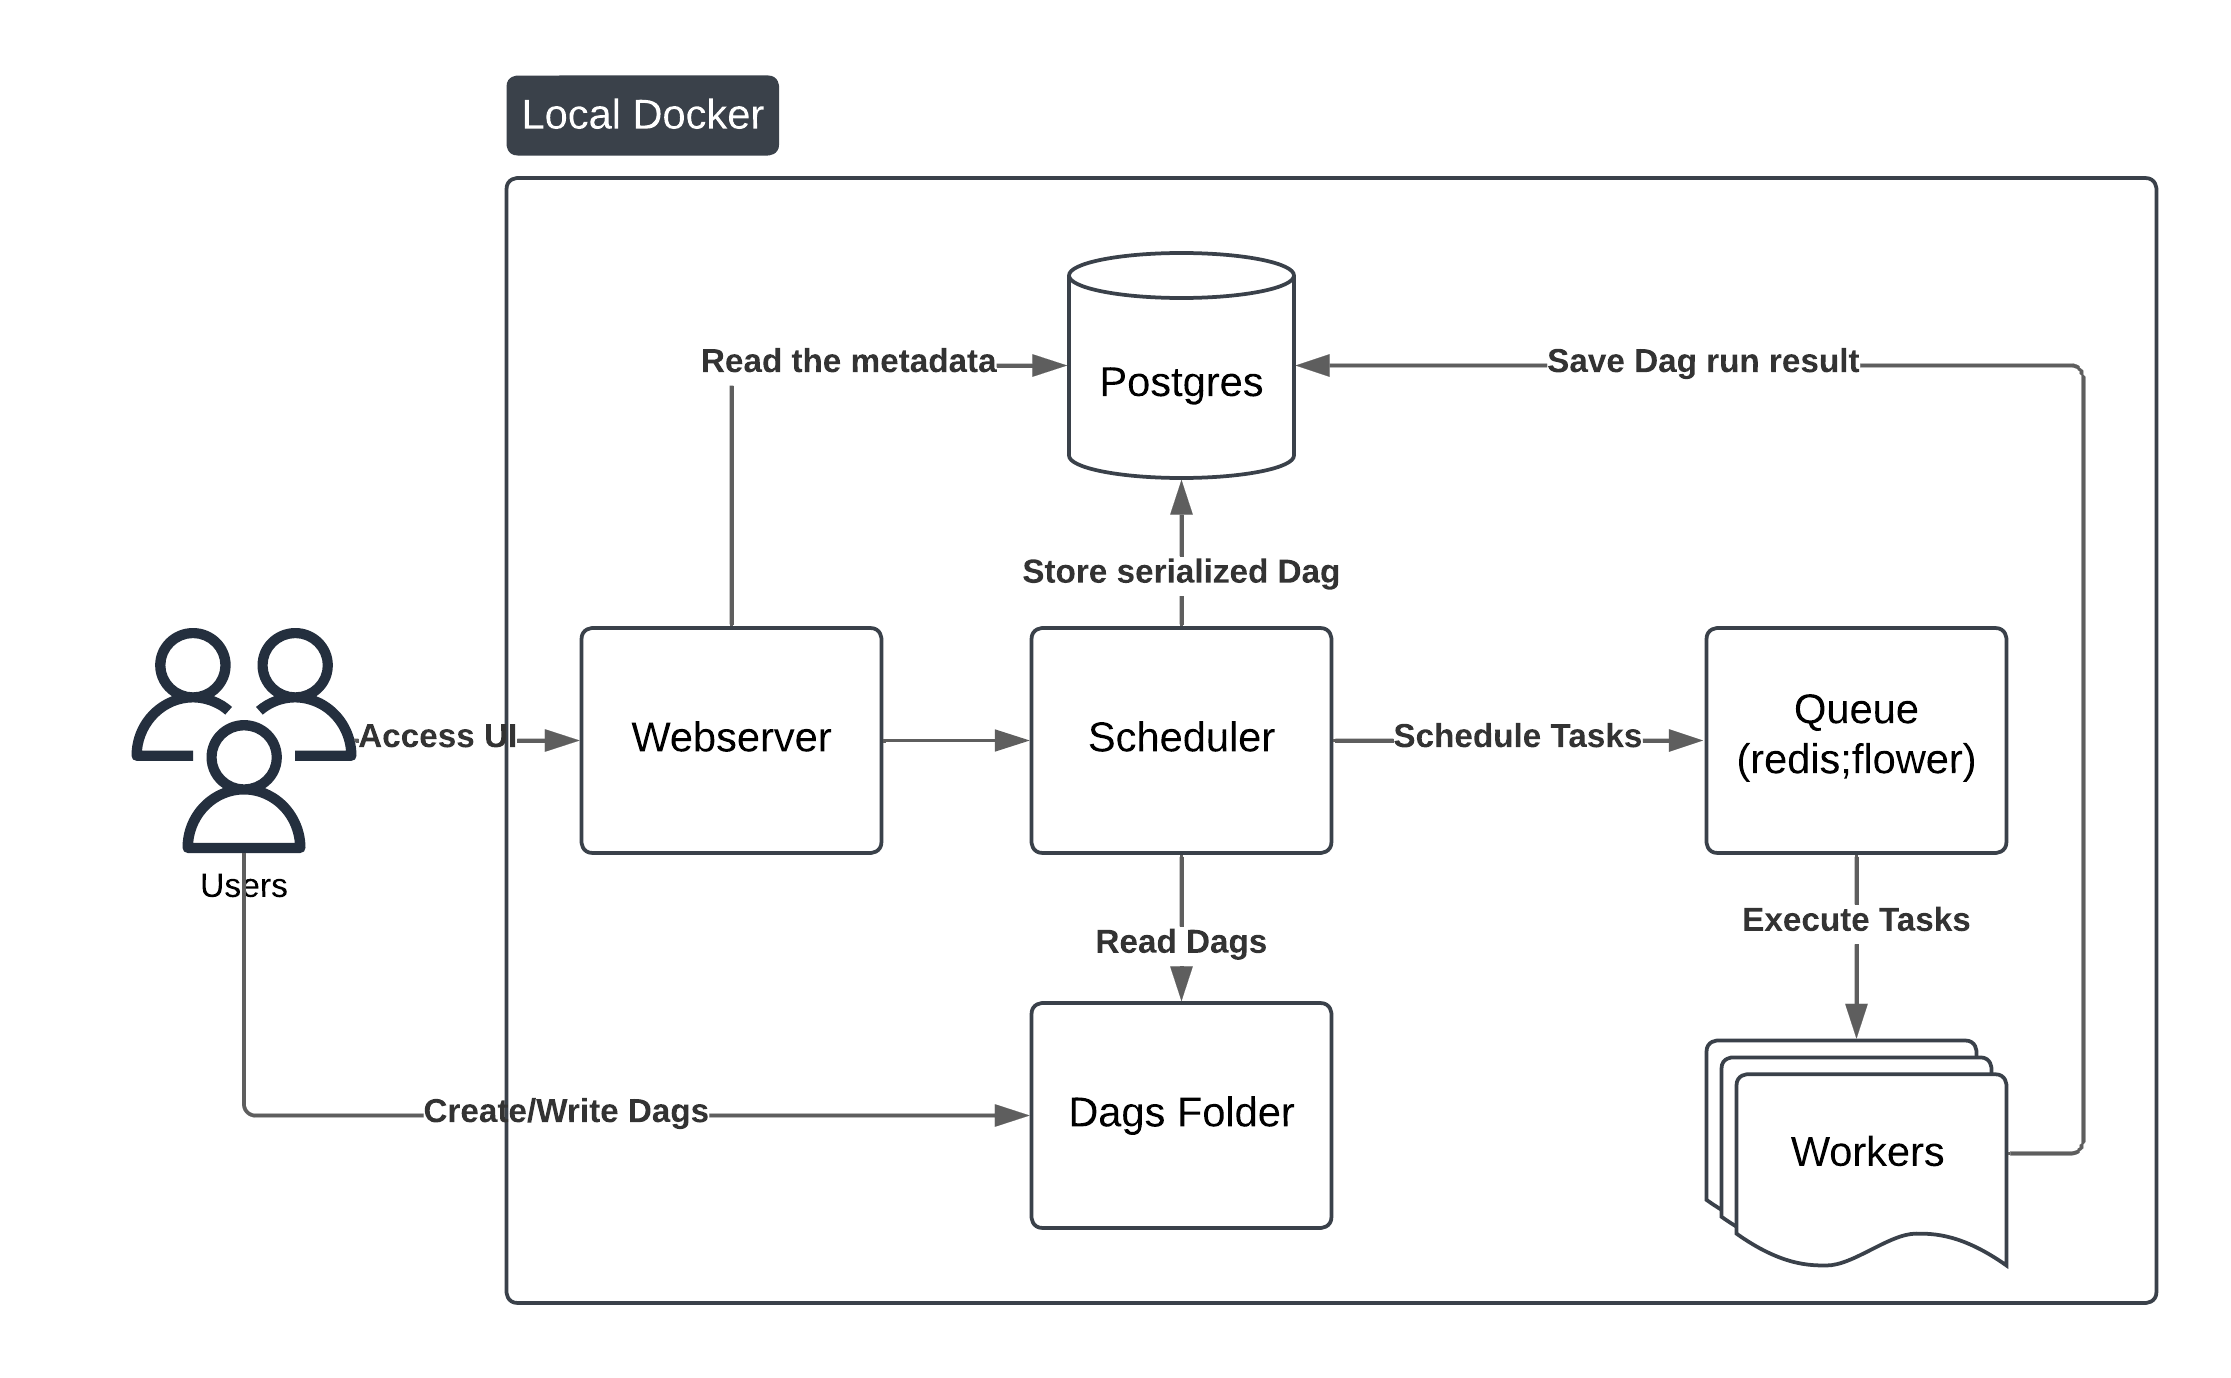 Local Docker
Read the metadata
Postgres
Save Dag run result
Store serialized Dag
Access UI
Webserver
Scheduler
Schedule Tasks
Queue
(redis;flower)
Users
Read Dags
Execute Tasks
Create/Write Dags
Dags Folder
Workers